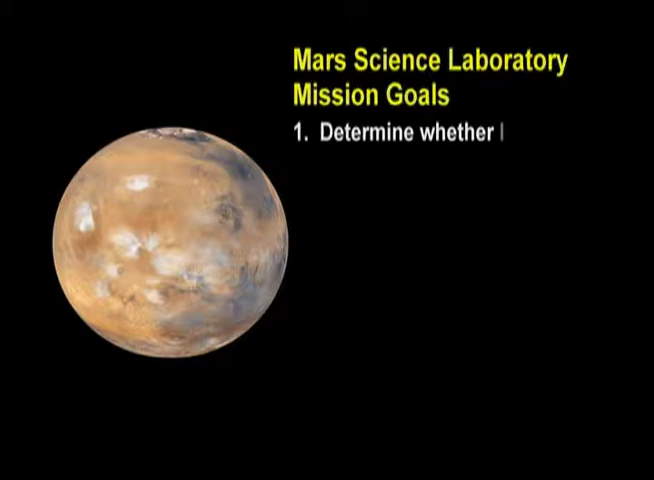 Mars Science Laboratory
Mission Goals
1. Determine whether